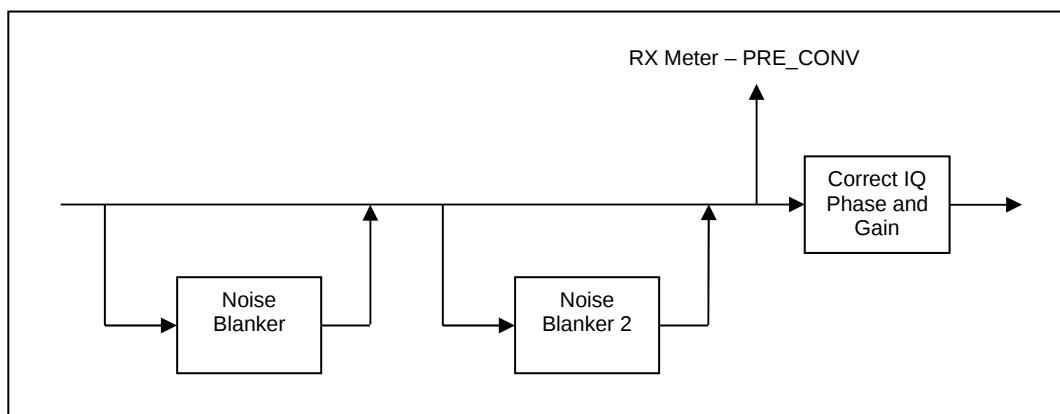 RX Meter – PRE_CONV
Correct IQ
Phase and
Gain
Noise
Blanker
Noise
Blanker 2